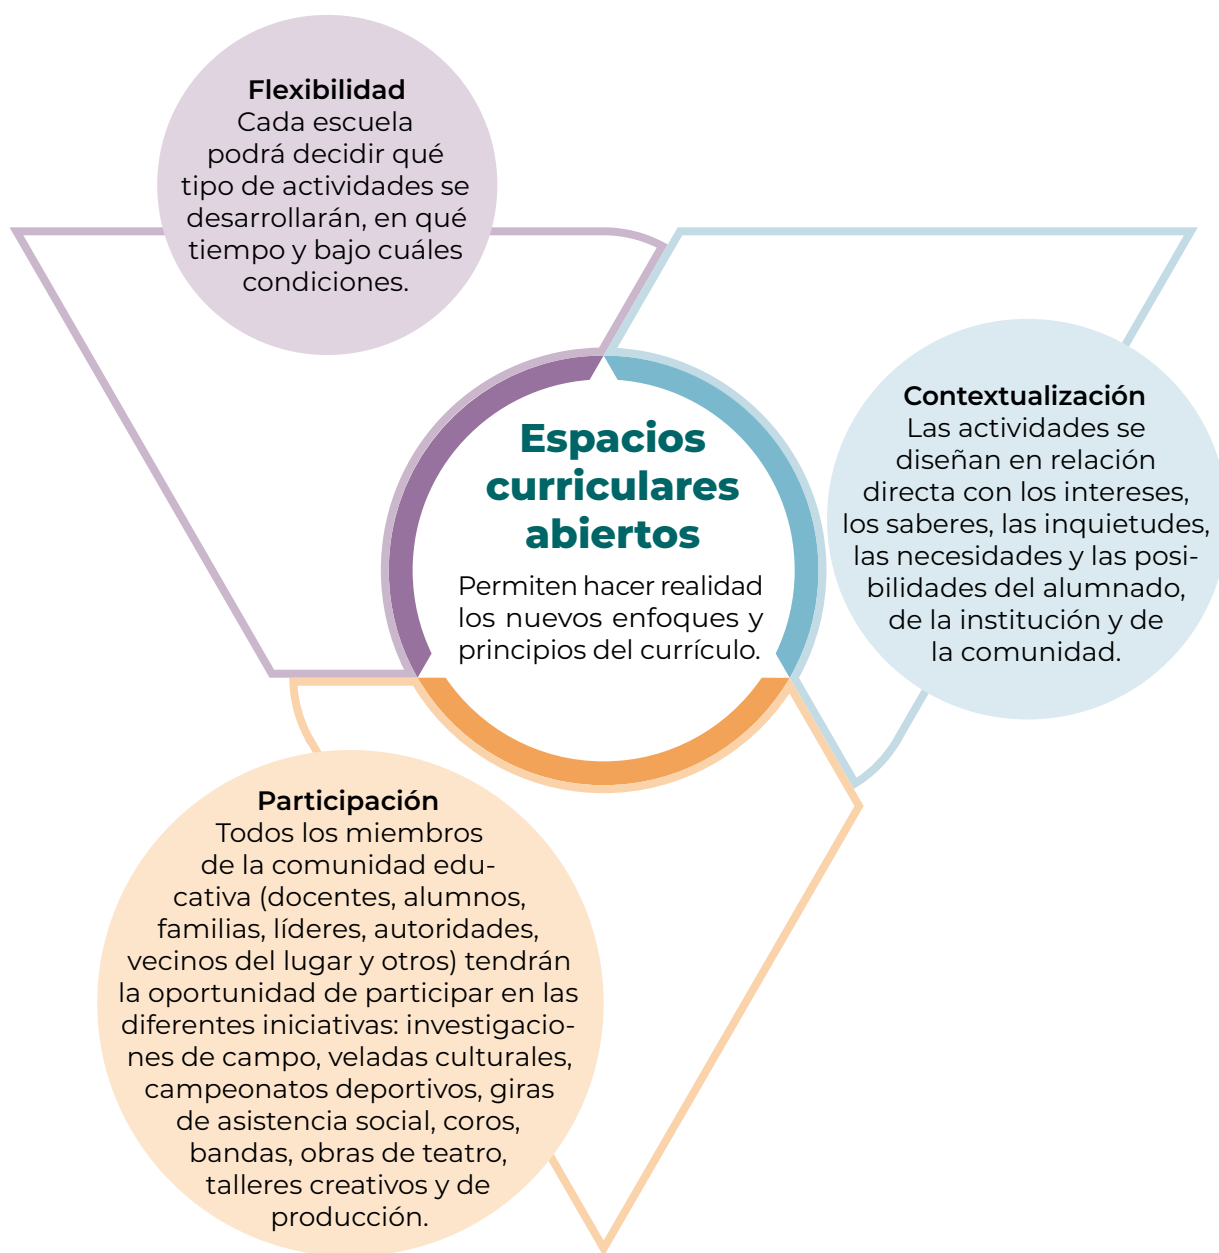 Flexibilidad
Cada escuela
podrá decidir qué
tipo de actividades se
desarrollarán, en qué
tiempo y bajo cuáles
condiciones.
Espacios
curriculares
abiertos
Permiten hacer realidad
los nuevos enfoques y
principios del currículo.
Contextualización
Las actividades se
diseñan en relación
directa con los intereses,
los saberes, las inquietudes,
las necesidades y las posi-
bilidades del alumnado,
de la institución y de
la comunidad.
Participación
Todos los miembros
de la comunidad edu-
cativa (docentes, alumnos,
familias, líderes, autoridades,
vecinos del lugar y otros) tendrán
la oportunidad de participar en las
diferentes iniciativas: investigacio-
nes de campo, veladas culturales,
campeonatos deportivos, giras
de asistencia social, coros,
bandas, obras de teatro,
talleres creativos y de
producción.